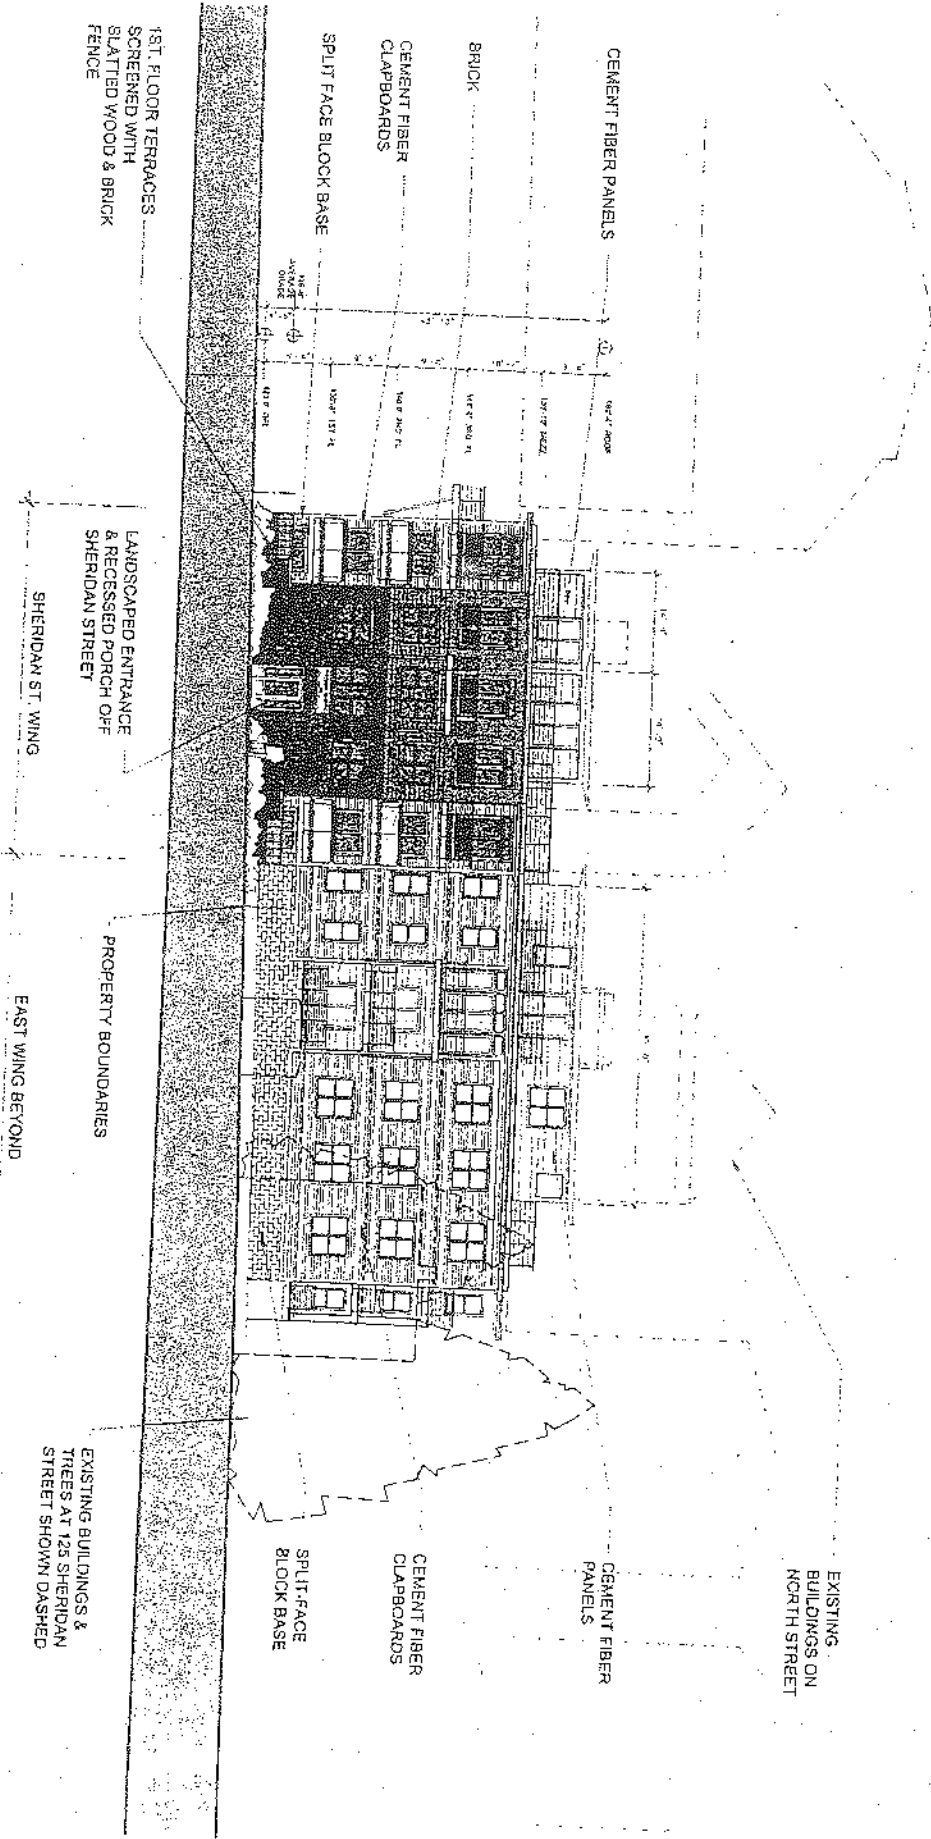 CEMENT FIBER PANELS
BRICK
CEMENT FIBER
CLAPBOARDS
SPLIT FACE BLOCK BASE
1ST. FLOOR TERRACES
SCREENED WITH
SLATTED WOOD & BRICK
FENCE
AVERAGE
GRADE
LANDSCAPED ENTRANCE
& RECESSED PORCH OFF
SHERIDAN STREET
SHERIDAN ST. WING
PROPERTY BOUNDARIES
EAST WING BEYOND
EXISTING
BUILDINGS ON
NORTH STREET
CEMENT FIBER
PANELS
CEMENT FIBER
CLAPBOARDS
SPLIT-FACE
BLOCK BASE
EXISTING BUILDINGS &
TREES AT 125 SHERIDAN
STREET SHOWN DASHED